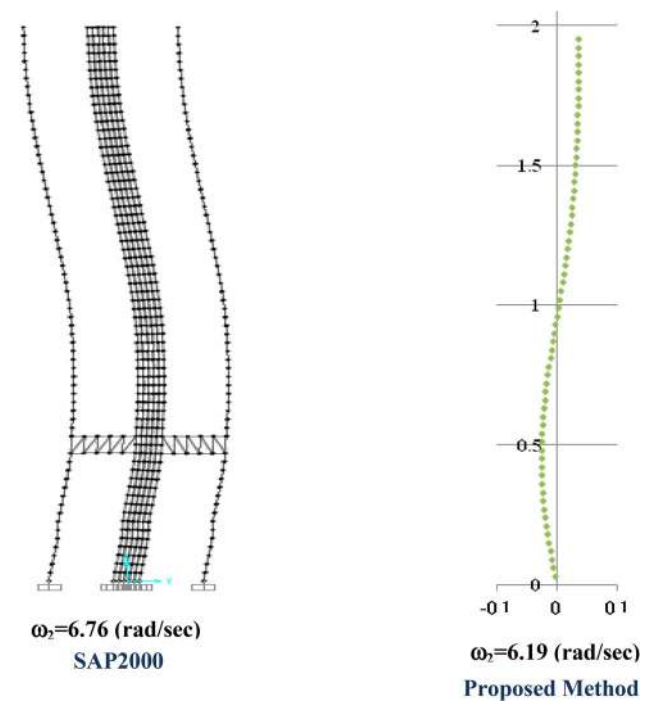 2
1.5
1
0.5
0
-0 1 0 0 1
Y
ω₂=6.76 (rad/sec)
SAP2000
ω₂=6.19 (rad/sec)
Proposed Method